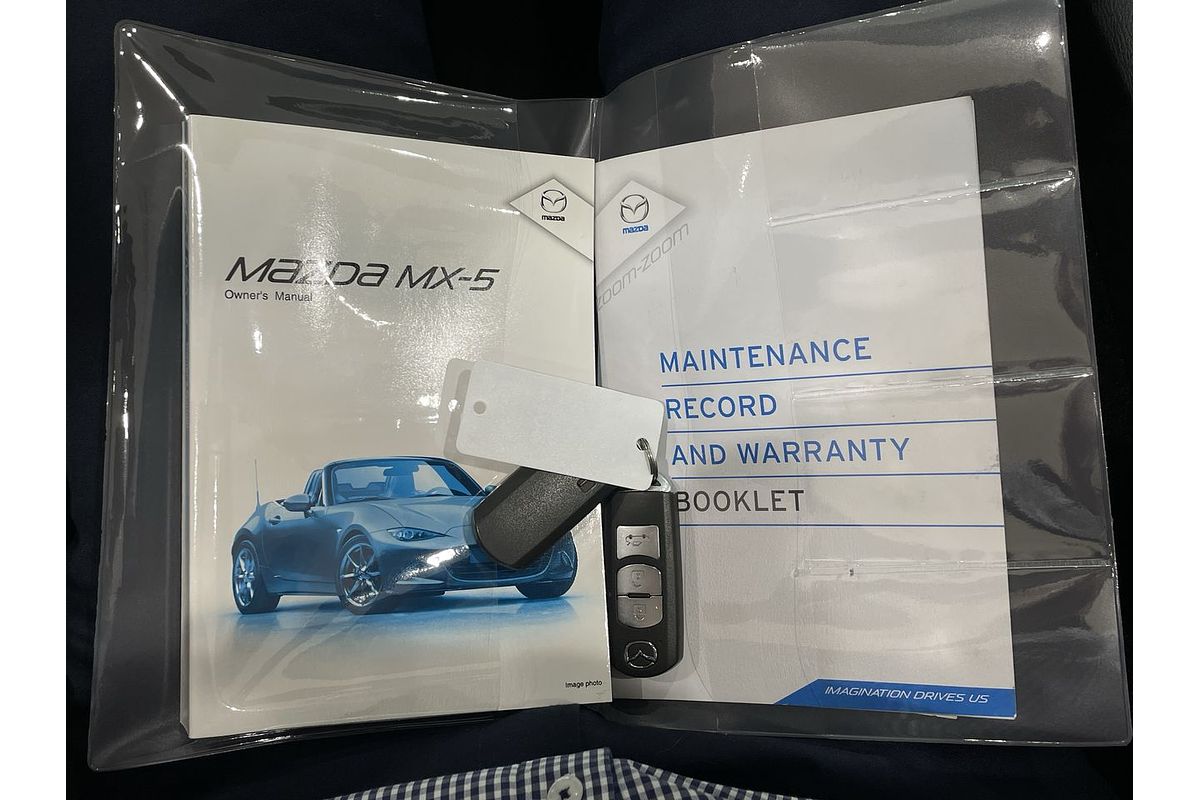 mazDa
mazDa MX-5
Owner's Manual
Image photo
mazDa
zoom-zoom
MAINTENANCE
RECORD
AND WARRANTY
BOOKLET
IMAGINATION DRIVES US